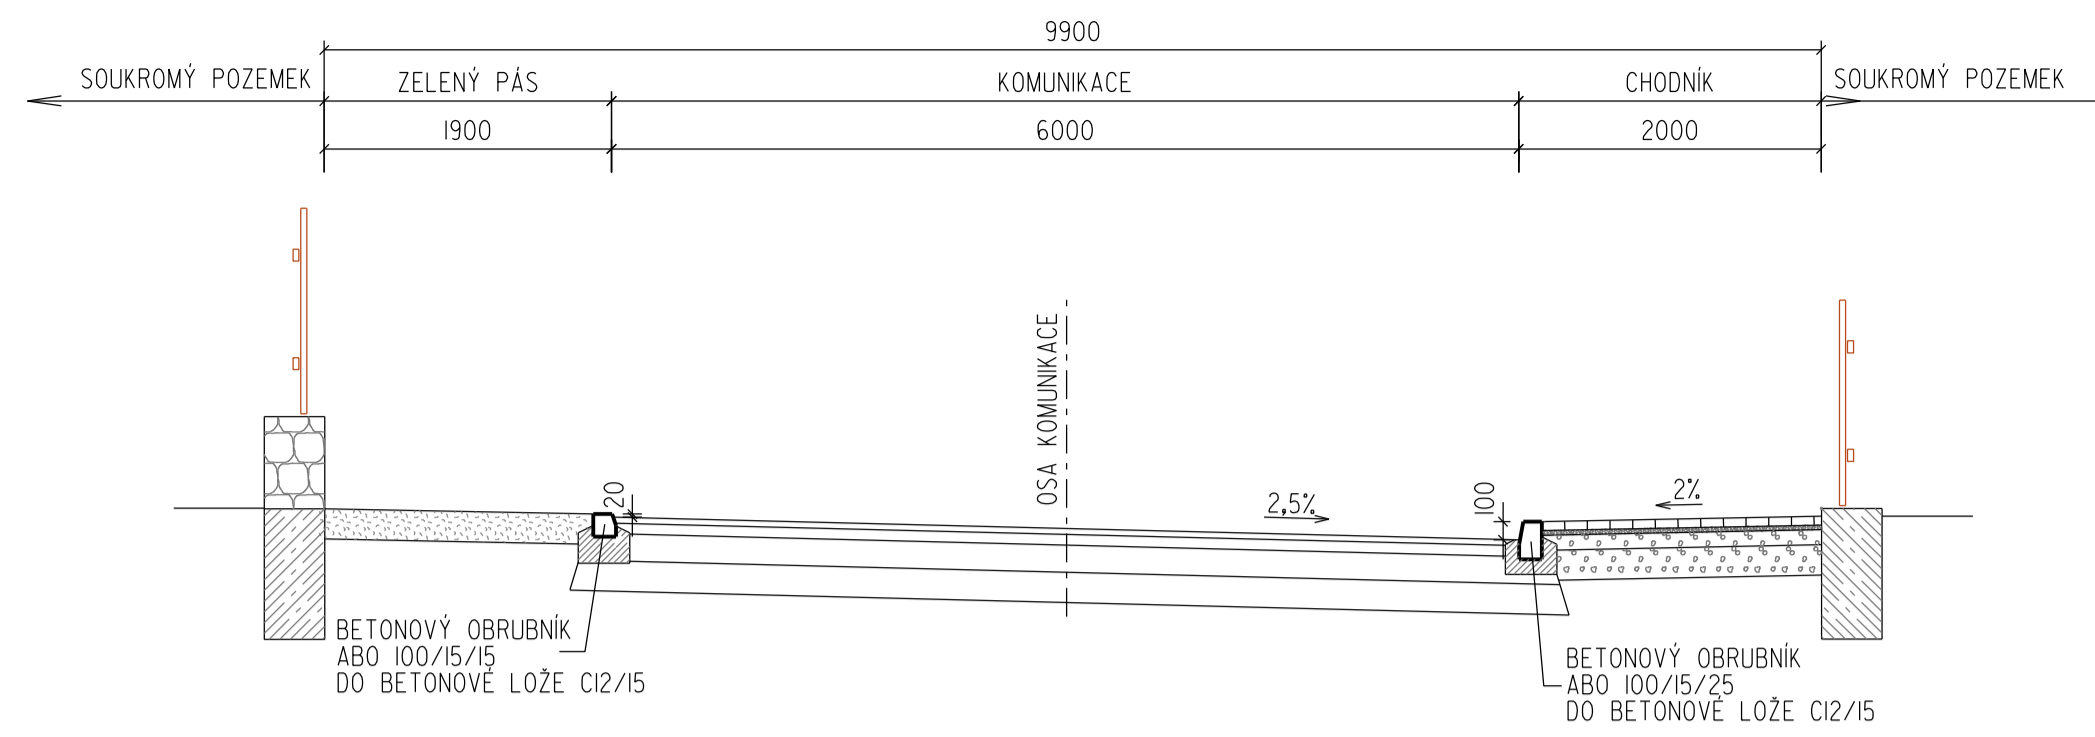 9900
SOUKROMÝ POZEMEK
ZELENÝ PÁS
KOMUNIKACE
CHODNÍK
SOUKROMÝ POZEMEK
1900
6000
2000
OSA KOMUNIKACE
20
2,5%
100
2%
BETONOVÝ OBRUBNÍK
ABO 100/15/15
DO BETONOVÉ LOŽE C12/15
BETONOVÝ OBRUBNÍK
ABO 100/15/25
DO BETONOVÉ LOŽE C12/15